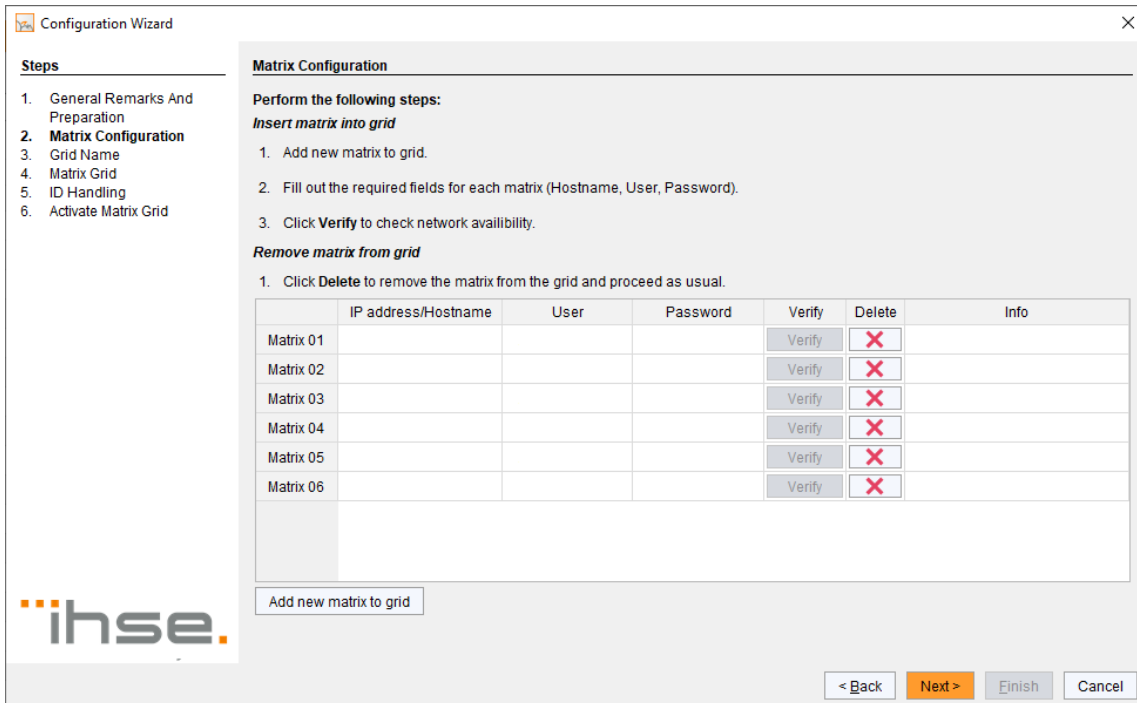 Configuration Wizard
Steps
1. General Remarks And
Preparation
2. Matrix Configuration
3. Grid Name
4. Matrix Grid
5. ID Handling
6. Activate Matrix Grid
Matrix Configuration
Perform the following steps:
Insert matrix into grid
1. Add new matrix to grid.
2. Fill out the required fields for each matrix (Hostname, User, Password).
3. Click Verify to check network availibility.
Remove matrix from grid
1. Click Delete to remove the matrix from the grid and proceed as usual.
IP address/Hostname User Password Verify Delete Info
Matrix 01 Verify
Matrix 02 Verify
Matrix 03 Verify
Matrix 04 Verify
Matrix 05 Verify
Matrix 06 Verify
Add new matrix to grid
ihse.
< Back Next > Finish Cancel